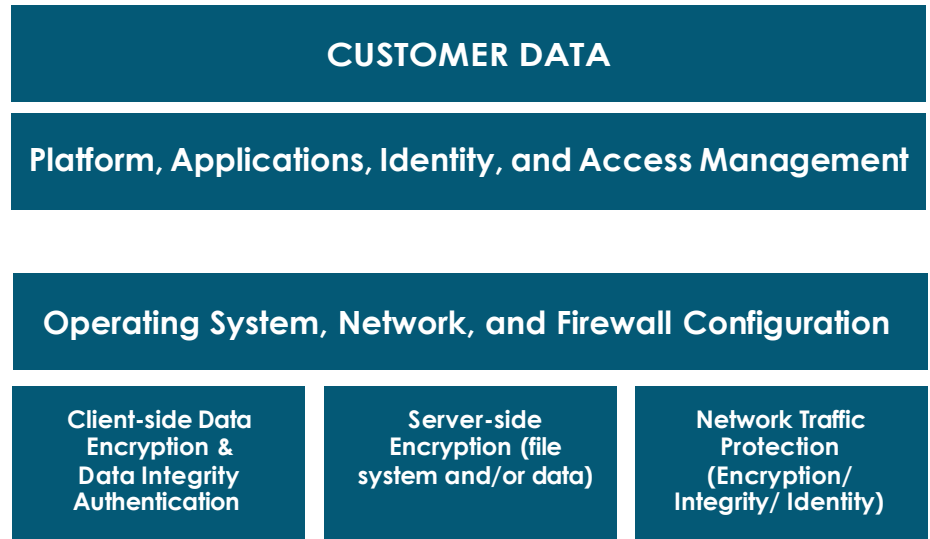 CUSTOMER DATA
Platform, Applications, Identity, and Access Management
Operating System, Network, and Firewall Configuration
Client-side Data
Encryption &
Data Integrity
Authentication
Server-side
Encryption (file
system and/or data)
Network Traffic
Protection
(Encryption/
Integrity/ Identity)